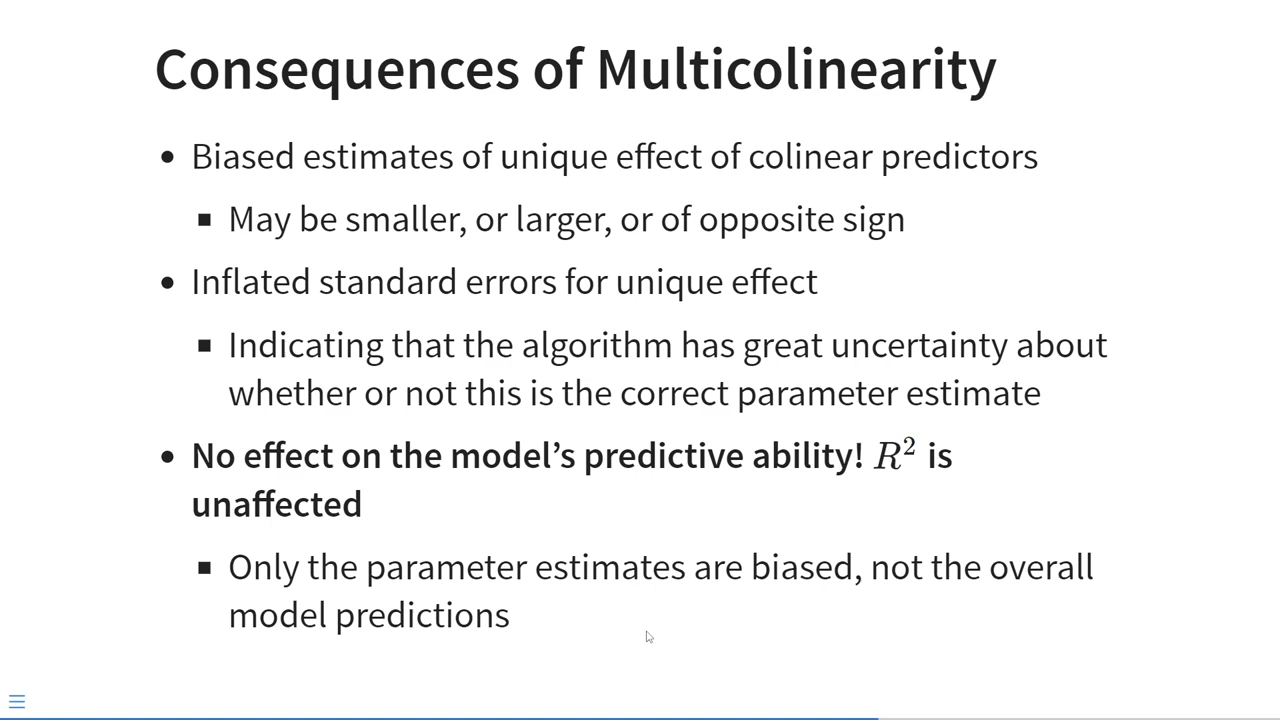 Consequences of Multicolinearity
• Biased estimates of unique effect of colinear predictors
▪ May be smaller, or larger, or of opposite sign
• Inflated standard errors for unique effect
▪ Indicating that the algorithm has great uncertainty about
whether or not this is the correct parameter estimate
• No effect on the model’s predictive ability! R² is
unaffected
▪ Only the parameter estimates are biased, not the overall
model predictions